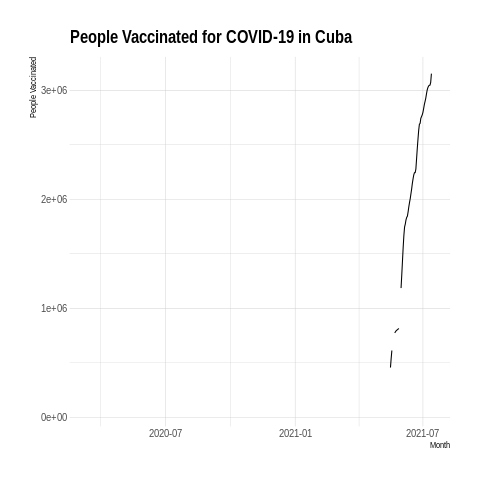 People Vaccinated for COVID-19 in Cuba
People Vaccinated
3e+06
2e+06
1e+06
0e+00
2020-07 2021-01 2021-07
Month